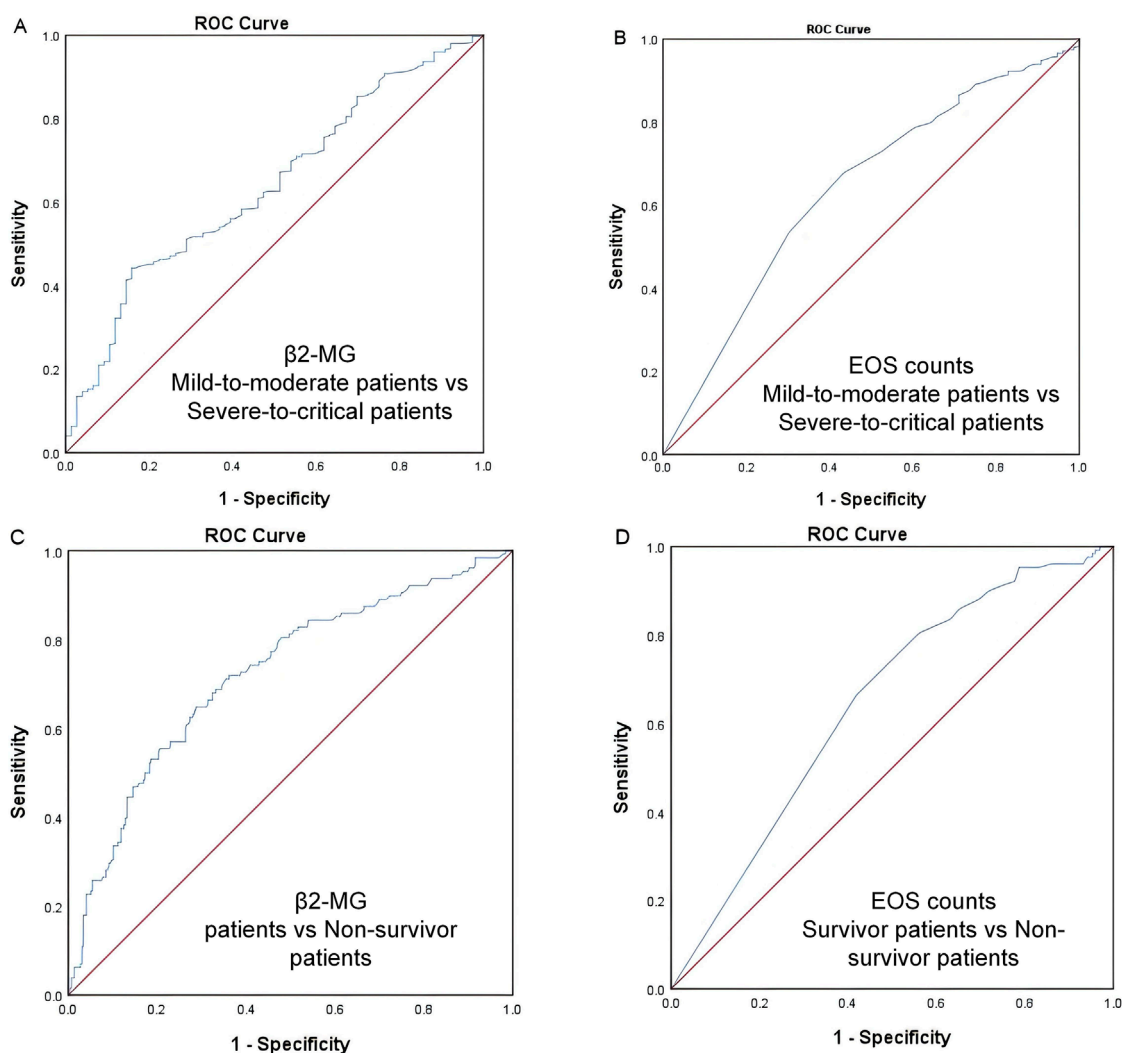 A
ROC Curve
1.0
0.8
0.6
0.4
0.2
0.0
Sensitivity
β2-MG
Mild-to-moderate patients vs
Severe-to-critical patients
0.0 0.2 0.4 0.6 0.8 1.0
1 - Specificity
B
ROC Curve
1.0
0.8
0.6
0.4
0.2
0.0
Sensitivity
EOS counts
Mild-to-moderate patients vs
Severe-to-critical patients
0.0 0.2 0.4 0.6 0.8 1.0
1 - Specificity
C
ROC Curve
1.0
0.8
0.6
0.4
0.2
0.0
Sensitivity
β2-MG
patients vs Non-survivor
patients
0.0 0.2 0.4 0.6 0.8 1.0
1 - Specificity
D
ROC Curve
1.0
0.8
0.6
0.4
0.2
0.0
Sensitivity
EOS counts
Survivor patients vs Non-
survivor patients
0.0 0.2 0.4 0.6 0.8 1.0
1 - Specificity